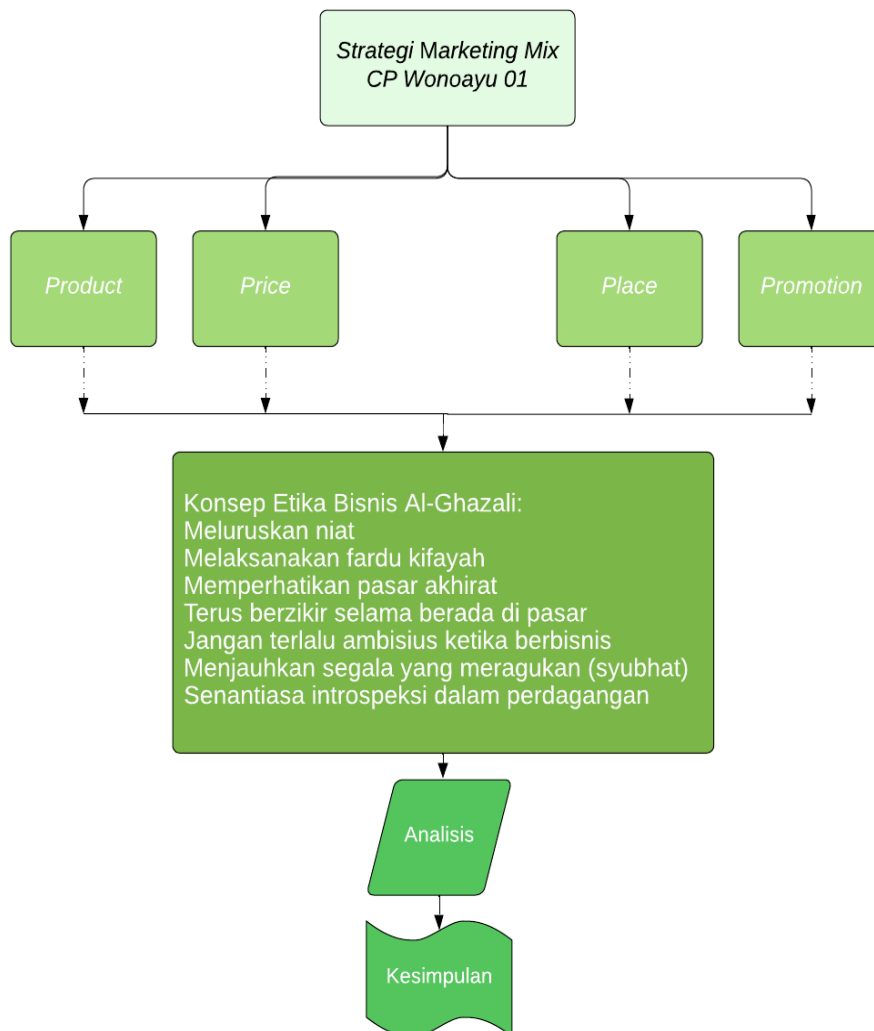 Strategi Marketing Mix
CP Wonoayu 01
Product
Price
Place
Promotion
Konsep Etika Bisnis Al-Ghazali:
Meluruskan niat
Melaksanakan fardu kifayah
Memperhatikan pasar akhirat
Terus berzikir selama berada di pasar
Jangan terlalu ambisius ketika berbisnis
Menjauhkan segala yang meragukan (syubhat)
Senantiasa introspeksi dalam perdagangan
Analisis
Kesimpulan